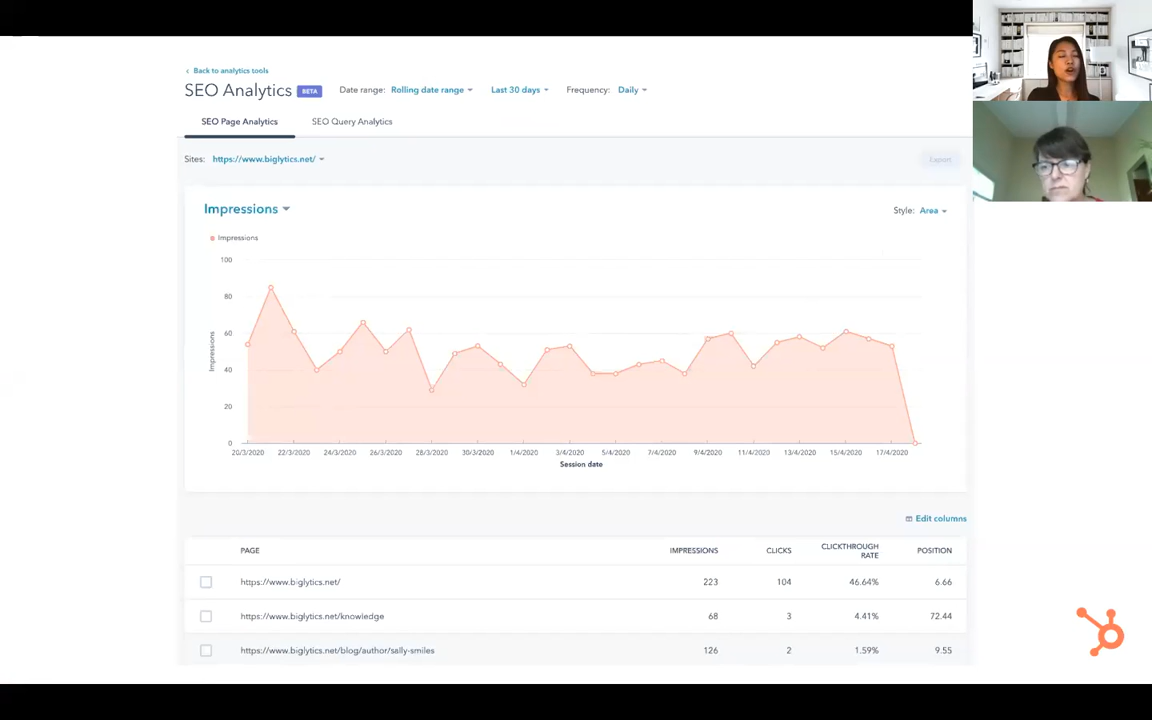 Back to analytics tools
SEO Analytics BETA Date range: Rolling date range Last 30 days Frequency: Daily
SEO Page Analytics SEO Query Analytics
Sites: https://www.biglytics.net/ Export
Impressions Style: Area
Impressions
100
80
60
40
20
0
Impressions
20/3/2020 22/3/2020 24/3/2020 26/3/2020 28/3/2020 30/3/2020 1/4/2020 3/4/2020 5/4/2020 7/4/2020 9/4/2020 11/4/2020 13/4/2020 15/4/2020 17/4/2020
Session date
Edit columns
PAGE IMPRESSIONS CLICKS CLICKTHROUGH RATE POSITION
https://www.biglytics.net/ 223 104 46.64% 6.66
https://www.biglytics.net/knowledge 68 3 4.41% 72.44
https://www.biglytics.net/blog/author/sally-smiles 126 2 1.59% 9.55